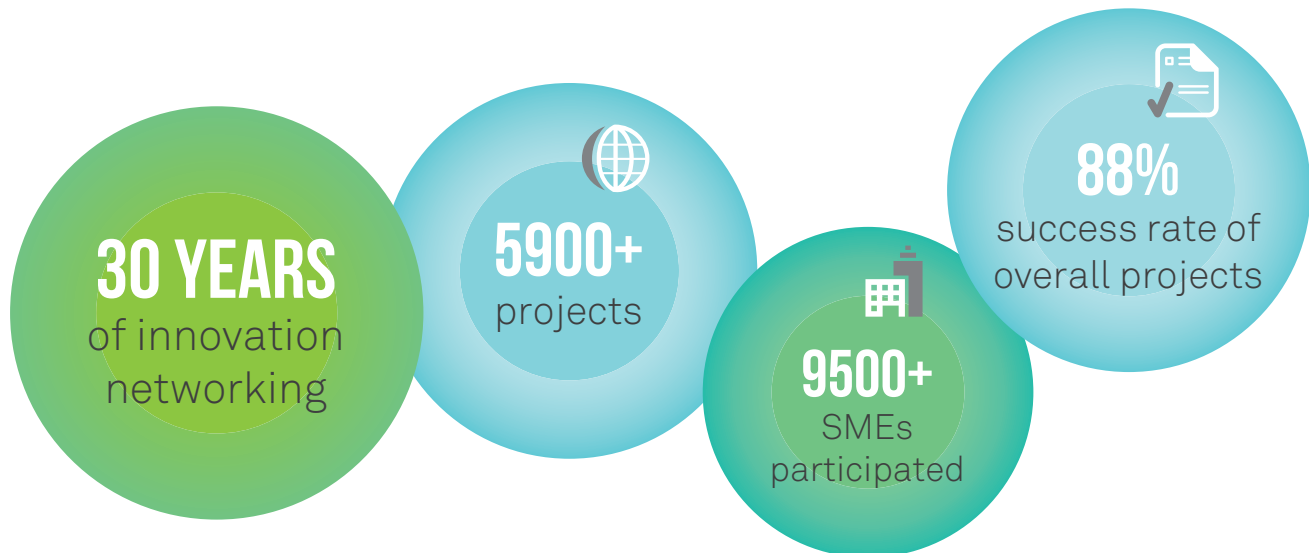 30 YEARS
of innovation
networking
5900+
projects
9500+
SMEs
participated
88%
success rate of
overall projects